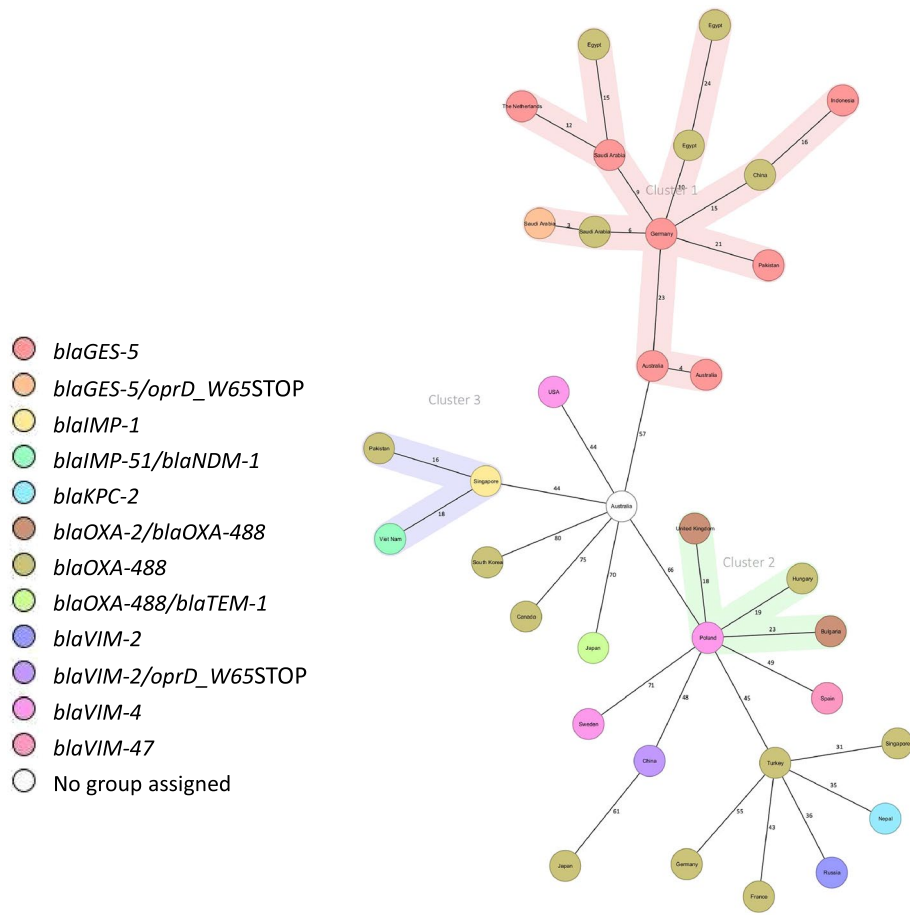 Egypt
Egypt
24
15
The Netherlands
Indonesia
12
16
Egypt
Saudi Arabia
China
9
10
Cluster 1
15
Saudi Arabia
3
Saudi Arabia
6
Germany
21
Pakistan
23
blaGES-5
Australia
4
Australia
blaGES-5/oprD_W65STOP
USA
Cluster 3
blaIMP-1
57
44
Pakistan
16
blaIMP-51/blaNDM-1
Singapore
44
blaKPC-2
Australia
18
blaOXA-2/blaOXA-488
United Kingdom
Viet Nam
80
South Korea
75
70
66
Cluster 2
blaOXA-488
18
Hungary
blaOXA-488/blaTEM-1
Canada
19
23
Bulgaria
blaVIM-2
Japan
Poland
blaVIM-2/oprD_W65STOP
71
49
Spain
48
45
blaVIM-4
Sweden
blaVIM-47
China
Turkey
31
Singapore
No group assigned
35
61
55
43
36
Nepal
Japan
Germany
Russia
France